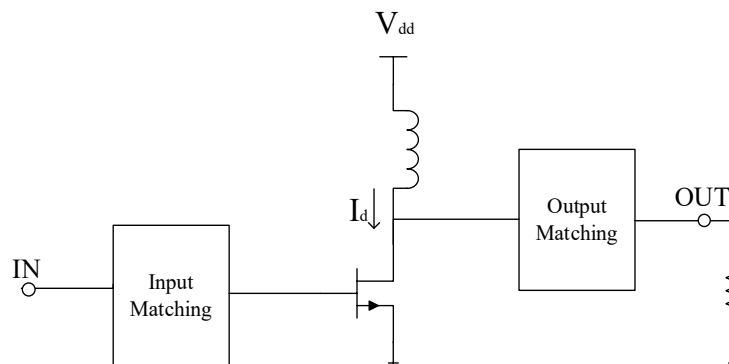 Vdd
Id
Output
Matching
OUT
IN
Input
Matching